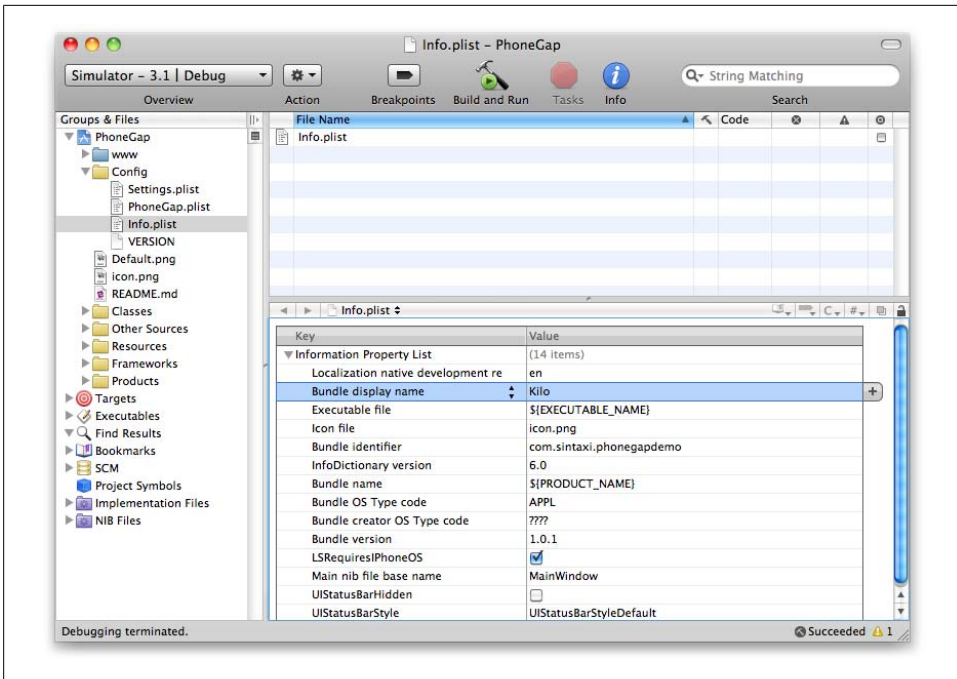 Info.plist – PhoneGap
Simulator – 3.1 | Debug
String Matching
Overview
Action
Breakpoints
Build and Run
Tasks
Info
Search
Groups & Files
File Name
Code
PhoneGap
www
Config
Settings.plist
PhoneGap.plist
Info.plist
VERSION
Default.png
icon.png
README.md
Classes
Other Sources
Resources
Frameworks
Products
Targets
Executables
Find Results
Bookmarks
SCM
Project Symbols
Implementation Files
NIB Files
Info.plist
Info.plist
C
#
Key Value
Information Property List (14 items)
Localization native development re en
Bundle display name Kilo
Executable file ${EXECUTABLE_NAME}
Icon file icon.png
Bundle identifier com.sintaxi.phonegapdemo
InfoDictionary version 6.0
Bundle name ${PRODUCT_NAME}
Bundle OS Type code APPL
Bundle creator OS Type code ????
Bundle version 1.0.1
LSRequiresIPhoneOS
Main nib file base name MainWindow
UIStatusBarHidden
UIStatusBarStyle UIStatusBarStyleDefault
Debugging terminated.
Succeeded 1